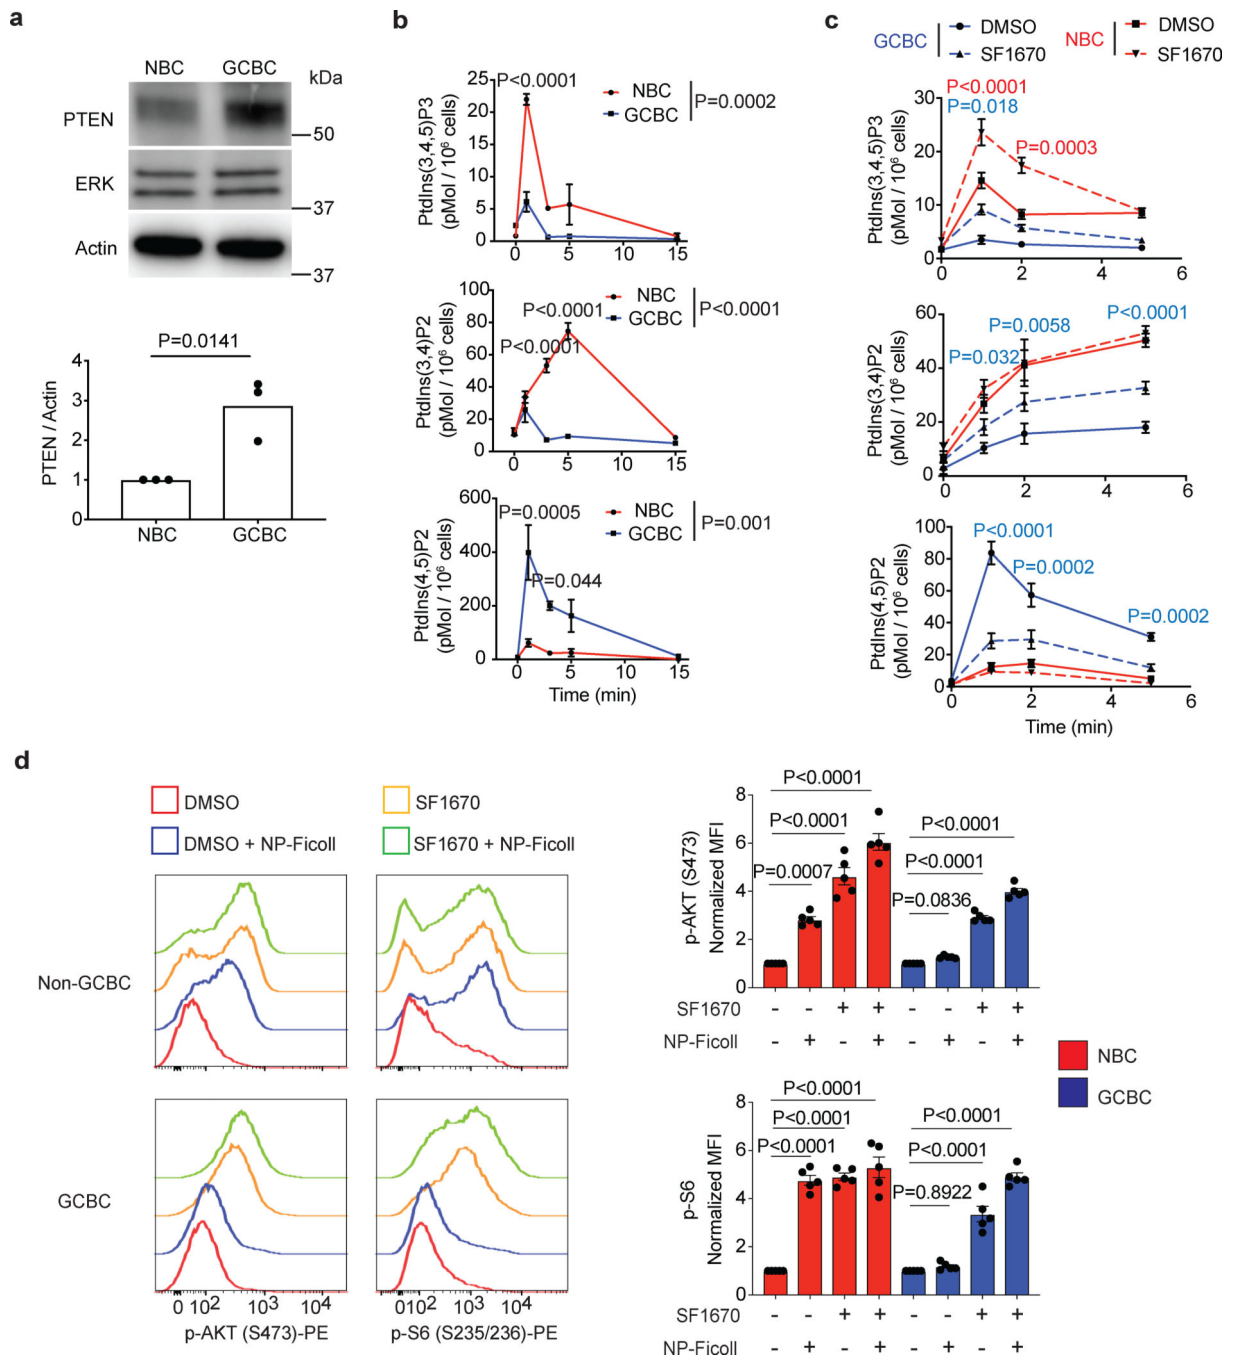 a
NBC GCBC kDa
PTEN
50
ERK
37
Actin
37
P=0.0141
PTEN / Actin
4
3
2
1
0
NBC GCBC
b
PtdIns(3,4,5)P3
(pMol / 10⁶ cells)
25
20
15
10
5
0
P<0.0001
NBC
GCBC
P=0.0002
0 5 10 15
PtdIns(3,4)P2
(pMol / 10⁶ cells)
100
80
60
40
20
0
NBC
GCBC
P<0.0001
P<0.0001
P<0.0001
0 5 10 15
PtdIns(4,5)P2
(pMol / 10⁶ cells)
600
400
200
0
P=0.0005
NBC
GCBC
P=0.001
P=0.044
0 5 10 15
Time (min)
c
GCBC DMSO SF1670 NBC DMSO SF1670
PtdIns(3,4,5)P3
(pMol / 10⁶ cells)
30
20
10
0
P<0.0001
P=0.018
P=0.0003
0 2 4 6
PtdIns(3,4)P2
(pMol / 10⁶ cells)
60
40
20
0
P<0.0001
P=0.0058
P=0.032
0 2 4 6
PtdIns(4,5)P2
(pMol / 10⁶ cells)
100
80
60
40
20
0
P<0.0001
P=0.0002
P=0.0002
0 2 4 6
Time (min)
d
DMSO SF1670
DMSO + NP-Ficoll SF1670 + NP-Ficoll
Non-GCBC
GCBC
0 10² 10³ 10⁴ 0 10² 10³ 10⁴
p-AKT (S473)-PE p-S6 (S235/236)-PE
p-AKT (S473)
Normalized MFI
8
6
4
2
0
P<0.0001
P<0.0001
P=0.0007
P<0.0001
P<0.0001
P=0.0836
SF1670 - - + + - - + +
NP-Ficoll - + - + - + - +
NBC
GCBC
p-S6
Normalized MFI
8
6
4
2
0
P<0.0001
P<0.0001
P<0.0001
P<0.0001
P<0.0001
P=0.8922
SF1670 - - + + - - + +
NP-Ficoll - + - + - + - +